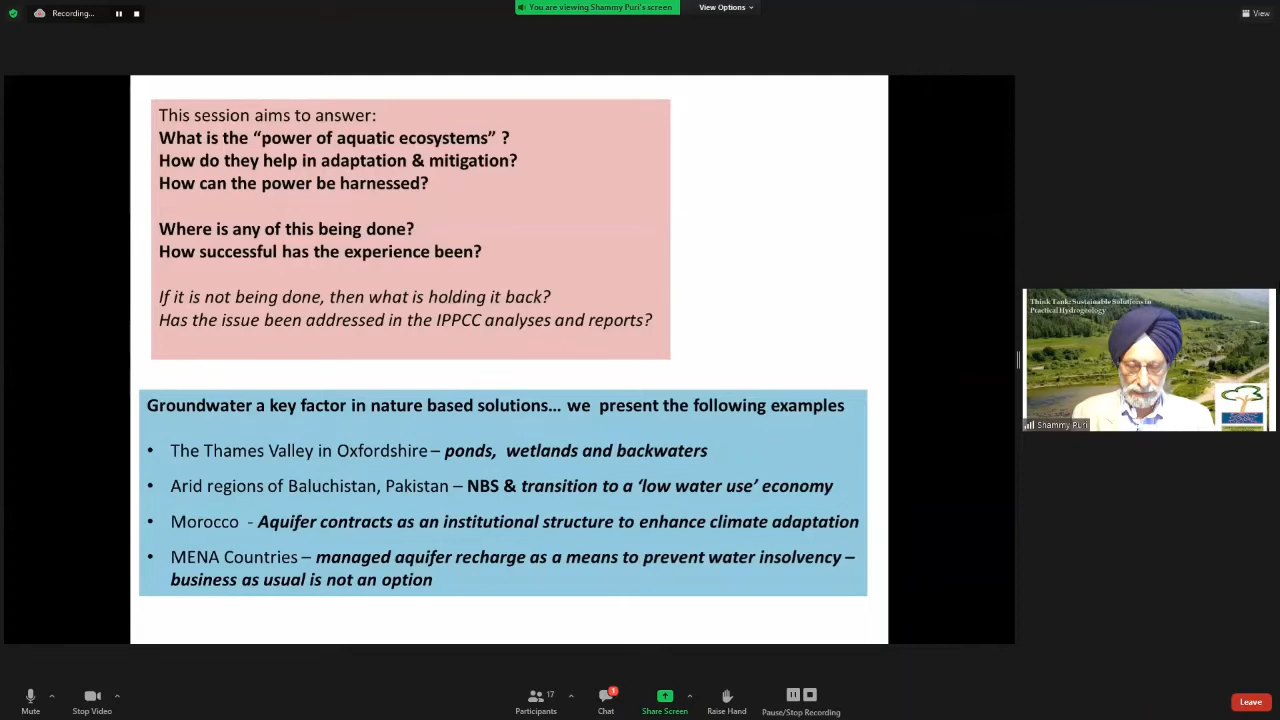 Recording...
You are viewing Shammy Puri's screen
View Options
View
This session aims to answer:
What is the “power of aquatic ecosystems” ?
How do they help in adaptation & mitigation?
How can the power be harnessed?
Where is any of this being done?
How successful has the experience been?
If it is not being done, then what is holding it back?
Has the issue been addressed in the IPPCC analyses and reports?
Groundwater a key factor in nature based solutions... we present the following examples
• The Thames Valley in Oxfordshire – ponds, wetlands and backwaters
• Arid regions of Baluchistan, Pakistan – NBS & transition to a ‘low water use’ economy
• Morocco - Aquifer contracts as an institutional structure to enhance climate adaptation
• MENA Countries – managed aquifer recharge as a means to prevent water insolvency –
business as usual is not an option
Think Tank: Sustainable Solutions in
Practical Hydrogeology
Shammy Puri
Mute
Stop Video
17
Participants
1
Chat
Share Screen
Raise Hand
Pause/Stop Recording
Leave